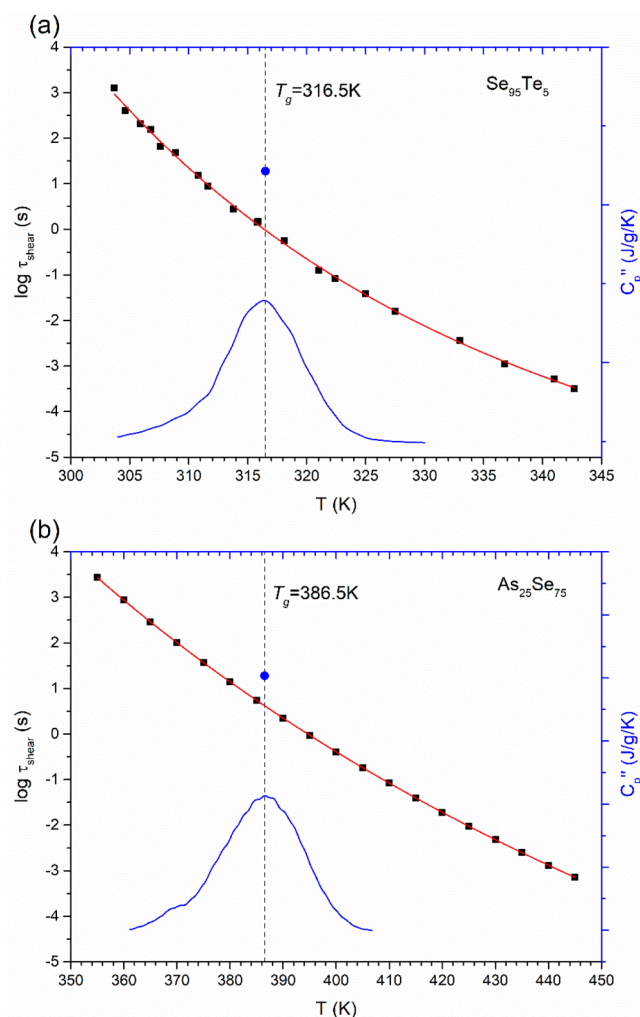 (a)
4
3
2
1
0
-1
-2
-3
-4
-5
log τshear (s)
Tg=316.5K
Se95Te5
Cp'' (J/g/K)
300 305 310 315 320 325 330 335 340 345
T (K)
(b)
4
3
2
1
0
-1
-2
-3
-4
-5
log τshear (s)
Tg=386.5K
As25Se75
Cp'' (J/g/K)
350 360 370 380 390 400 410 420 430 440 450
T (K)